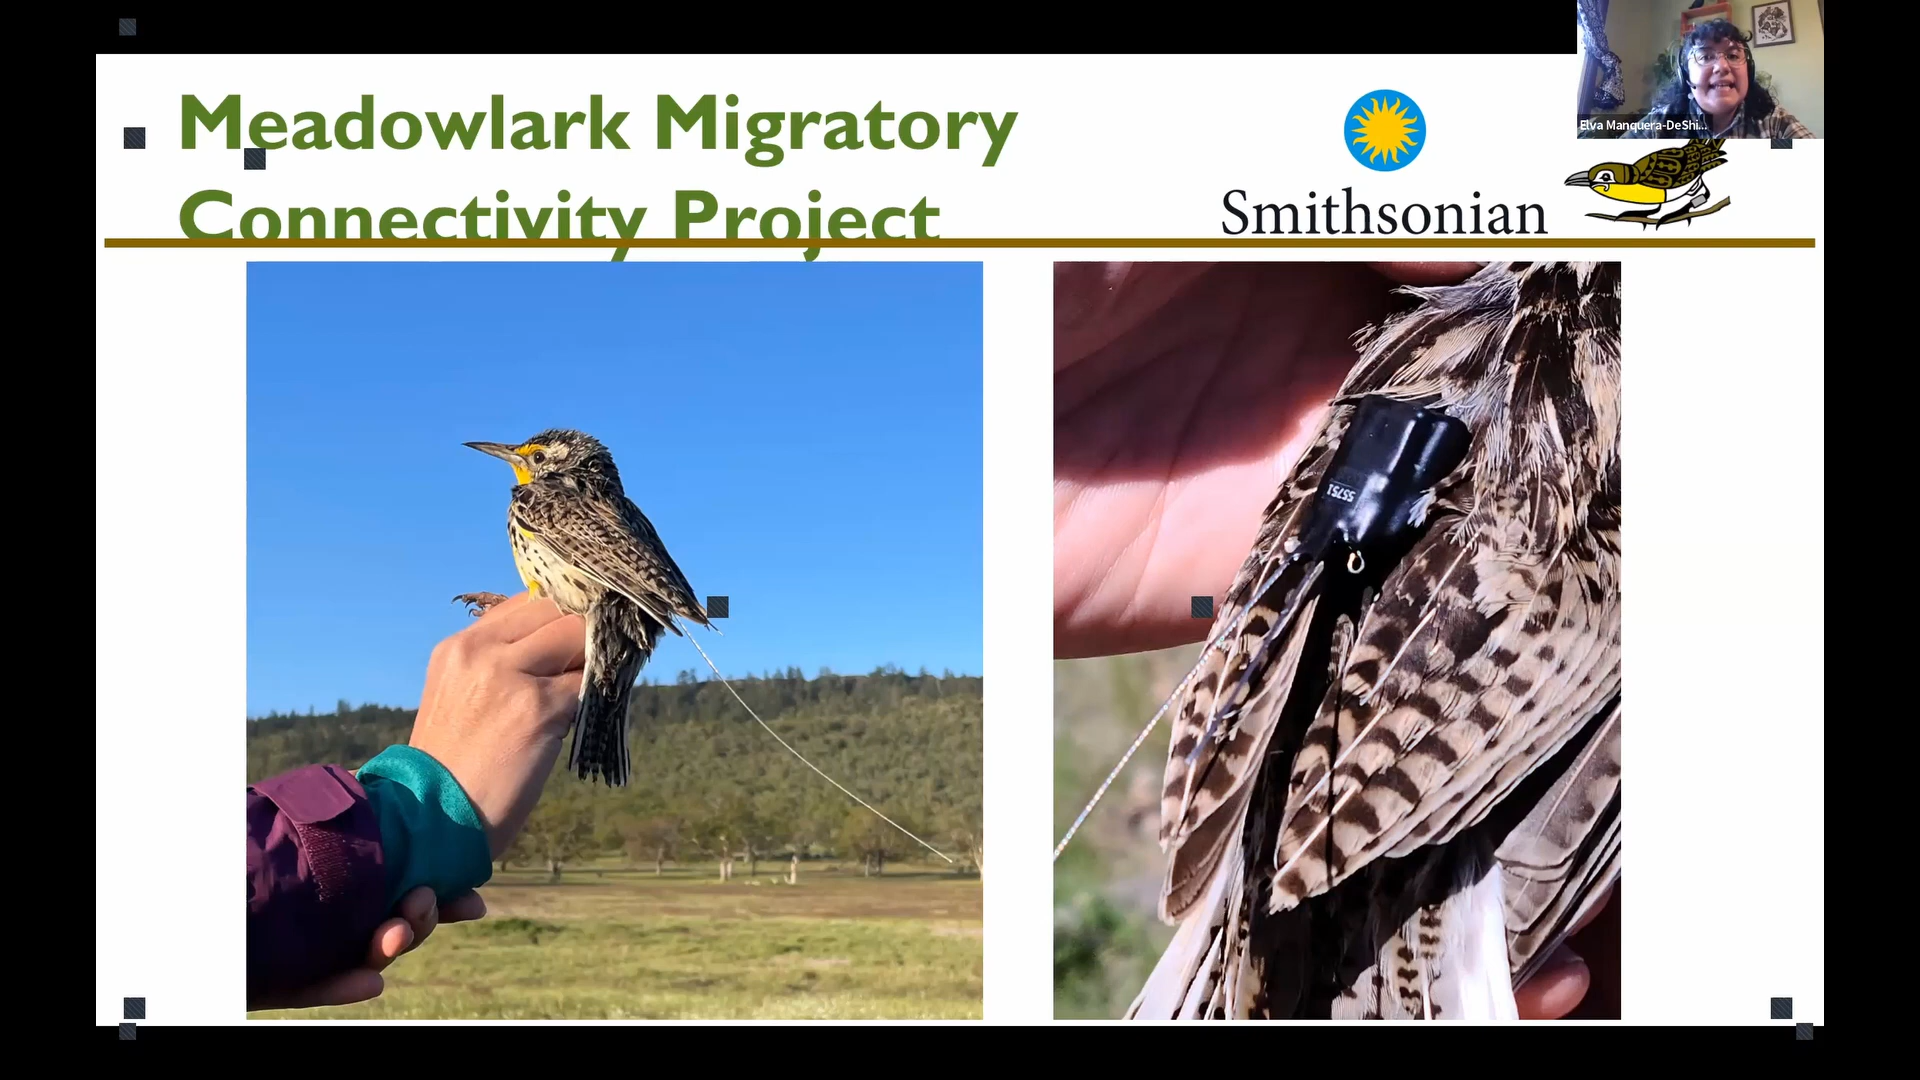 Elva Manquera-DeShi...
Meadowlark Migratory
Connectivity Project
Smithsonian
55751